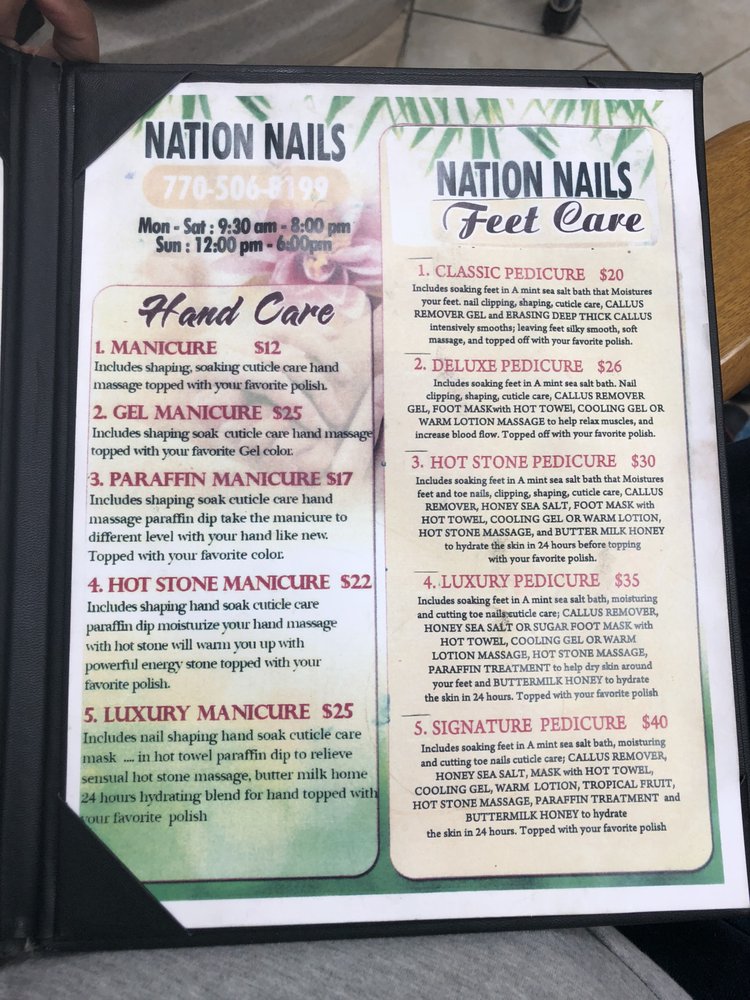 NATION NAILS
770-506-8199
Mon - Sat : 9:30 am - 8:00 pm
Sun : 12:00 pm - 6:00pm
Hand Care
1. MANICURE $12
Includes shaping, soaking cuticle care hand
massage topped with your favorite polish.
2. GEL MANICURE $25
Includes shaping soak cuticle care hand massage
topped with your favorite Gel color.
3. PARAFFIN MANICURE $17
Includes shaping soak cuticle care hand
massage paraffin dip take the manicure to
different level with your hand like new.
Topped with your favorite color.
4. HOT STONE MANICURE $22
Includes shaping hand soak cuticle care
paraffin dip moisturize your hand massage
with hot stone will warm you up with
powerful energy stone topped with your
favorite polish.
5. LUXURY MANICURE $25
Includes nail shaping hand soak cuticle care
mask .... in hot towel paraffin dip to relieve
sensual hot stone massage, butter milk home
24 hours hydrating blend for hand topped with
your favorite polish
NATION NAILS
Feet Care
1. CLASSIC PEDICURE $20
Includes soaking feet in A mint sea salt bath that Moistures
your feet. nail clipping, shaping, cuticle care, CALLUS
REMOVER GEL and ERASING DEEP THICK CALLUS
intensively smooths; leaving feet silky smooth, soft
massage, and topped off with your favorite polish.
2. DELUXE PEDICURE $26
Includes soaking feet in A mint sea salt bath. Nail
clipping, shaping, cuticle care, CALLUS REMOVER
GEL, FOOT MASKwith HOT TOWEl, COOLING GEL OR
WARM LOTION MASSAGE to help relax muscles, and
increase blood flow. Topped off with your favorite polish.
3. HOT STONE PEDICURE $30
Includes soaking feet in A mint sea salt bath that Moistures
feet and toe nails, clipping, shaping, cuticle care, CALLUS
REMOVER, HONEY SEA SALT, FOOT MASK with
HOT TOWEL, COOLING GEL OR WARM LOTION,
HOT STONE MASSAGE, and BUTTER MILK HONEY
to hydrate the skin in 24 hours before topping
with your favorite polish.
4. LUXURY PEDICURE $35
Includes soaking feet in A mint sea salt bath, moisturing
and cutting toe nails cuticle care; CALLUS REMOVER,
HONEY SEA SALT OR SUGAR FOOT MASK with
HOT TOWEL, COOLING GEL OR WARM
LOTION MASSAGE, HOT STONE MASSAGE,
PARAFFIN TREATMENT to help dry skin around
your feet and BUTTERMILK HONEY to hydrate
the skin in 24 hours. Topped with your favorite polish
5. SIGNATURE PEDICURE $40
Includes soaking feet in A mint sea salt bath, moisturing
and cutting toe nails cuticle care; CALLUS REMOVER,
HONEY SEA SALT, MASK with HOT TOWEL,
COOLING GEL, WARM LOTION, TROPICAL FRUIT,
HOT STONE MASSAGE, PARAFFIN TREATMENT and
BUTTERMILK HONEY to hydrate
the skin in 24 hours. Topped with your favorite polish